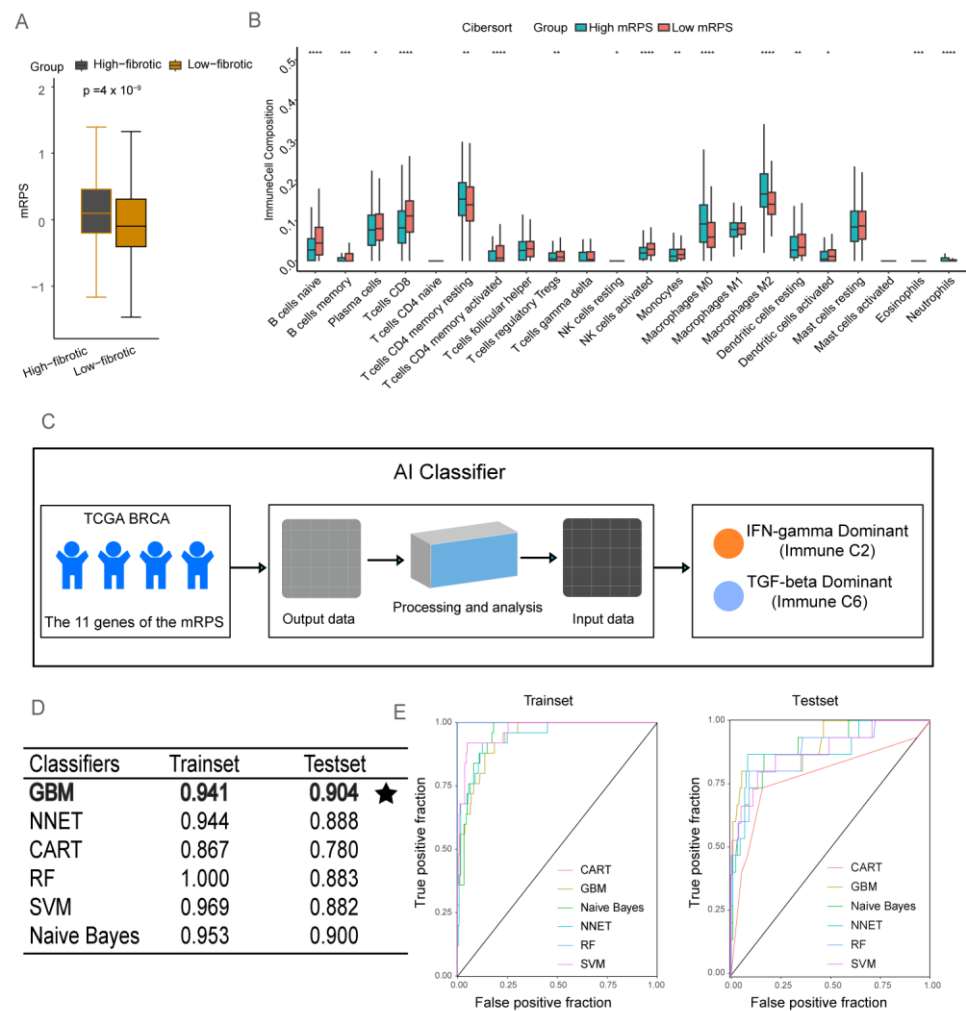 A
Group High-fibrotic Low-fibrotic
p =4 x 10⁻⁹
mRPS
2
1
0
−1
High-fibrotic
Low-fibrotic
B
Cibersort Group High mRPS Low mRPS
**** *** * **** ** **** ** * **** ** **** **** ** * *** ****
ImmuneCell Composition
0.5
0.4
0.3
0.2
0.1
0.0
B cells naive
B cells memory
Plasma cells
Tcells CD8
T cells CD4 naive
T cells CD4 memory resting
T cells CD4 memory activated
T cells follicular helper
T cells regulatory Tregs
T cells gamma delta
NK cells resting
NK cells activated
Monocytes
Macrophages M0
Macrophages M1
Macrophages M2
Dendritic cells resting
Dendritic cells activated
Mast cells resting
Mast cells activated
Eosinophils
Neutrophils
C
AI Classifier
TCGA BRCA
The 11 genes of the mRPS
Output data
Processing and analysis
Input data
IFN-gamma Dominant
(Immune C2)
TGF-beta Dominant
(Immune C6)
D
Classifiers Trainset Testset
GBM 0.941 0.904
NNET 0.944 0.888
CART 0.867 0.780
RF 1.000 0.883
SVM 0.969 0.882
Naive Bayes 0.953 0.900
E
Trainset
True positive fraction
1.00
0.75
0.50
0.25
0.00
CART
GBM
Naive Bayes
NNET
RF
SVM
0.00 0.25 0.50 0.75 1.00
False positive fraction
Testset
True positive fraction
1.00
0.75
0.50
0.25
0.00
CART
GBM
Naive Bayes
NNET
RF
SVM
0.00 0.25 0.50 0.75 1.00
False positive fraction